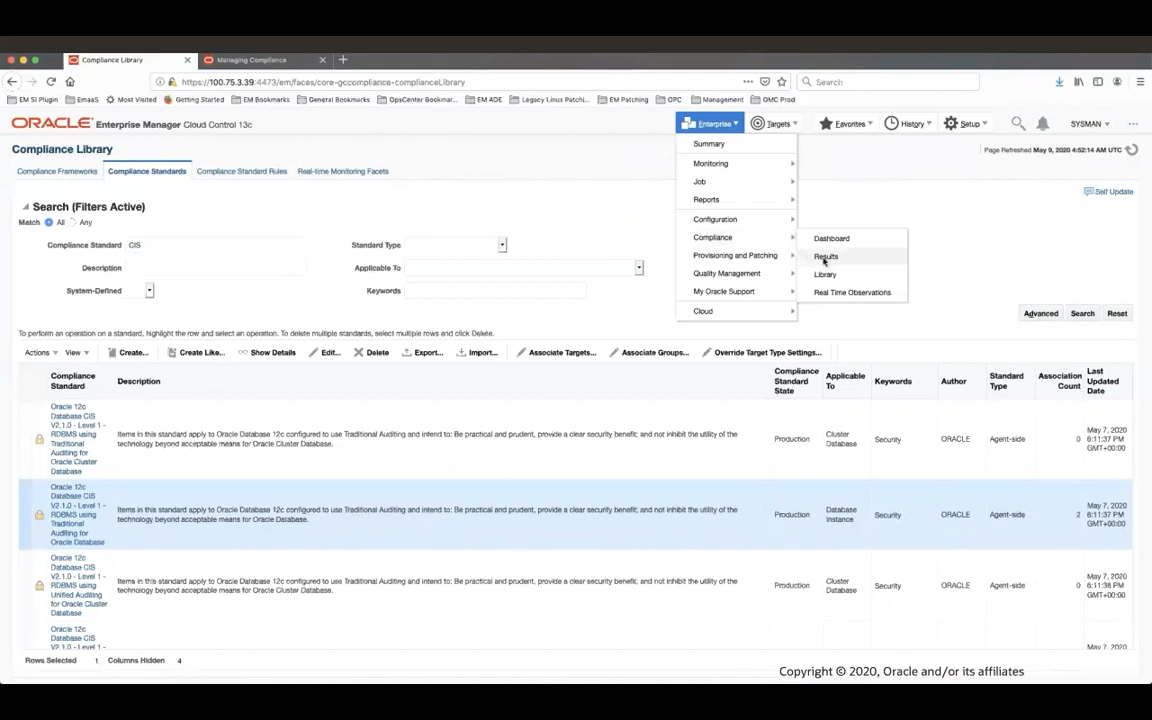 Compliance Library
Managing Compliance
https://100.75.3.39:4473/em/faces/core-gccompliance-complianceLibrary
Search
EM SI Plugin
EmaaS
Most Visited
Getting Started
EM Bookmarks
General Bookmarks
OpsCenter Bookmar...
EM ADE
Legacy Linux Patchi...
EM Patching
OPC
Management
OMC Prod
ORACLE Enterprise Manager Cloud Control 13c
Enterprise
Targets
Favorites
History
Setup
SYSMAN
Compliance Library
Page Refreshed May 9, 2020 4:52:14 AM UTC
Compliance Frameworks
Compliance Standards
Compliance Standard Rules
Real-time Monitoring Facets
Self Update
Summary
Monitoring
Job
Reports
Configuration
Compliance
Provisioning and Patching
Quality Management
My Oracle Support
Cloud
Dashboard
Results
Library
Real Time Observations
Search (Filters Active)
Match All Any
Compliance Standard CIS
Standard Type
Description
Applicable To
System-Defined
Keywords
Advanced
Search
Reset
To perform an operation on a standard, highlight the row and select an operation. To delete multiple standards, select multiple rows and click Delete.
Actions
View
Create...
Create Like...
Show Details
Edit...
Delete
Export...
Import...
Associate Targets...
Associate Groups...
Override Target Type Settings...
Compliance
Standard
Description
Compliance
Standard
State
Applicable
To
Keywords
Author
Standard
Type
Association
Count
Last
Updated
Date
Oracle 12c
Database CIS
V2.1.0 - Level 1 -
RDBMS using
Traditional
Auditing for
Oracle Cluster
Database
Items in this standard apply to Oracle Database 12c configured to use Traditional Auditing and intend to: Be practical and prudent, provide a clear security benefit; and not inhibit the utility of the
technology beyond acceptable means for Oracle Cluster Database.
Production
Cluster
Database
Security
ORACLE
Agent-side
0
May 7, 2020
6:11:37 PM
GMT+00:00
Oracle 12c
Database CIS
V2.1.0 - Level 1 -
RDBMS using
Traditional
Auditing for
Oracle Database
Items in this standard apply to Oracle Database 12c configured to use Traditional Auditing and intend to: Be practical and prudent, provide a clear security benefit; and not inhibit the utility of the
technology beyond acceptable means for Oracle Database.
Production
Database
Instance
Security
ORACLE
Agent-side
2
May 7, 2020
6:11:37 PM
GMT+00:00
Oracle 12c
Database CIS
V2.1.0 - Level 1 -
RDBMS using
Unified Auditing
for Oracle Cluster
Database
Items in this standard apply to Oracle Database 12c configured to use Traditional Auditing and intend to: Be practical and prudent, provide a clear security benefit; and not inhibit the utility of the
technology beyond acceptable means for Oracle Cluster Database.
Production
Cluster
Database
Security
ORACLE
Agent-side
0
May 7, 2020
6:11:38 PM
GMT+00:00
Oracle 12c
Database CIS
V2.1.0 - Level 1 -
May 7, 2020
Rows Selected 1 Columns Hidden 4
Copyright © 2020, Oracle and/or its affiliates